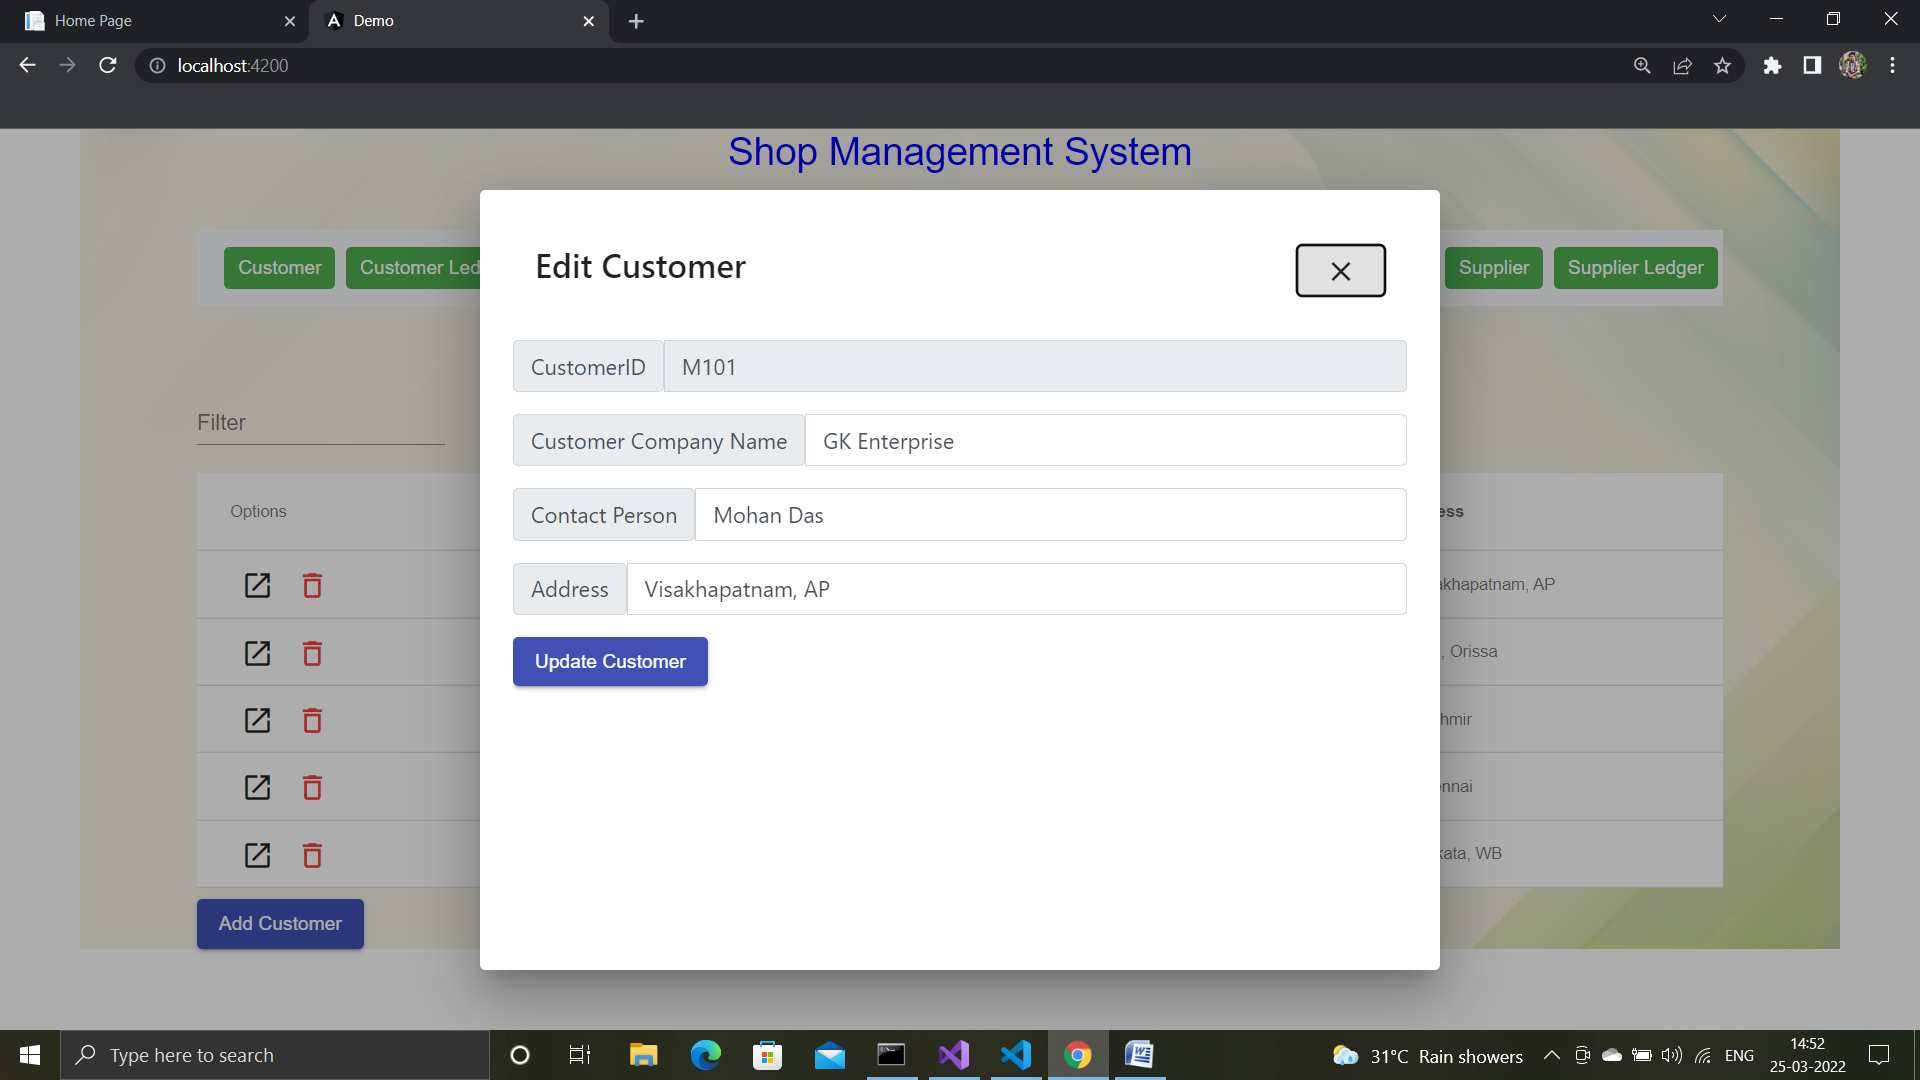 Home Page
Demo
localhost:4200
Shop Management System
Customer
Customer Led
Supplier
Supplier Ledger
Edit Customer
CustomerID M101
Customer Company Name GK Enterprise
Contact Person Mohan Das
Address Visakhapatnam, AP
Update Customer
Filter
Options
ess
akhapatnam, AP
, Orissa
hmir
nnai
kata, WB
Add Customer
Type here to search
31°C Rain showers
ENG
14:52
25-03-2022